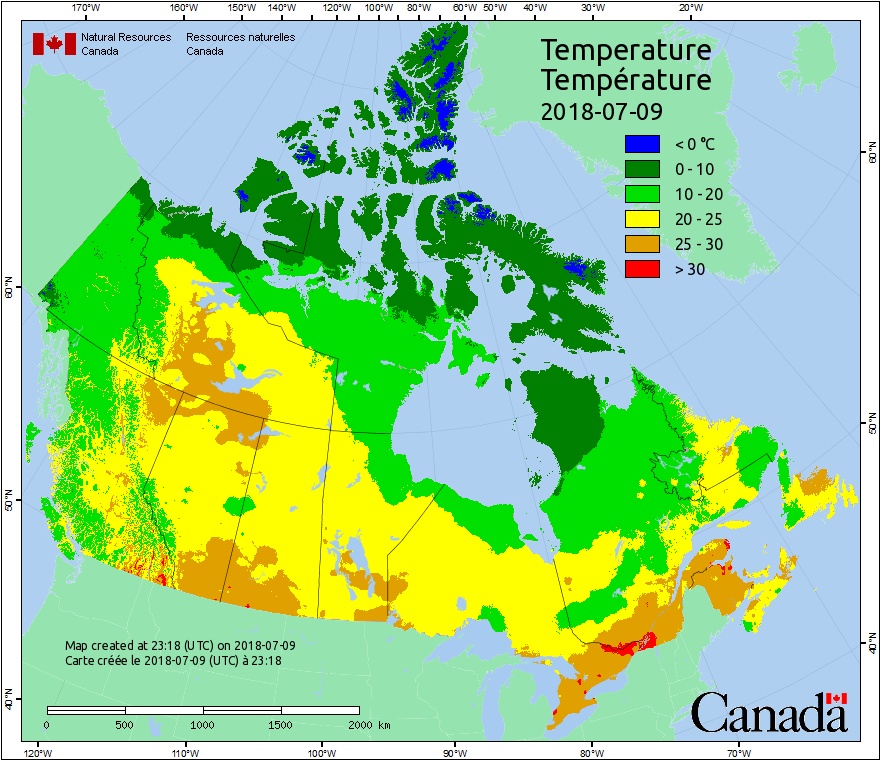 170°W 160°W 150°W 140°W 120°W 110°W 100°W 80°W 60°W 50°W 40°W 30°W 20°W
Natural Resources Ressources naturelles
Canada Canada
Temperature
Température
2018-07-09
< 0 °C
0 - 10
10 - 20
20 - 25
25 - 30
> 30
60°N 60°N
50°N 50°N
40°N 40°N
Map created at 23:18 (UTC) on 2018-07-09
Carte créée le 2018-07-09 (UTC) à 23:18
0 500 1000 1500 2000 km
Canada
120°W 110°W 100°W 90°W 80°W 70°W